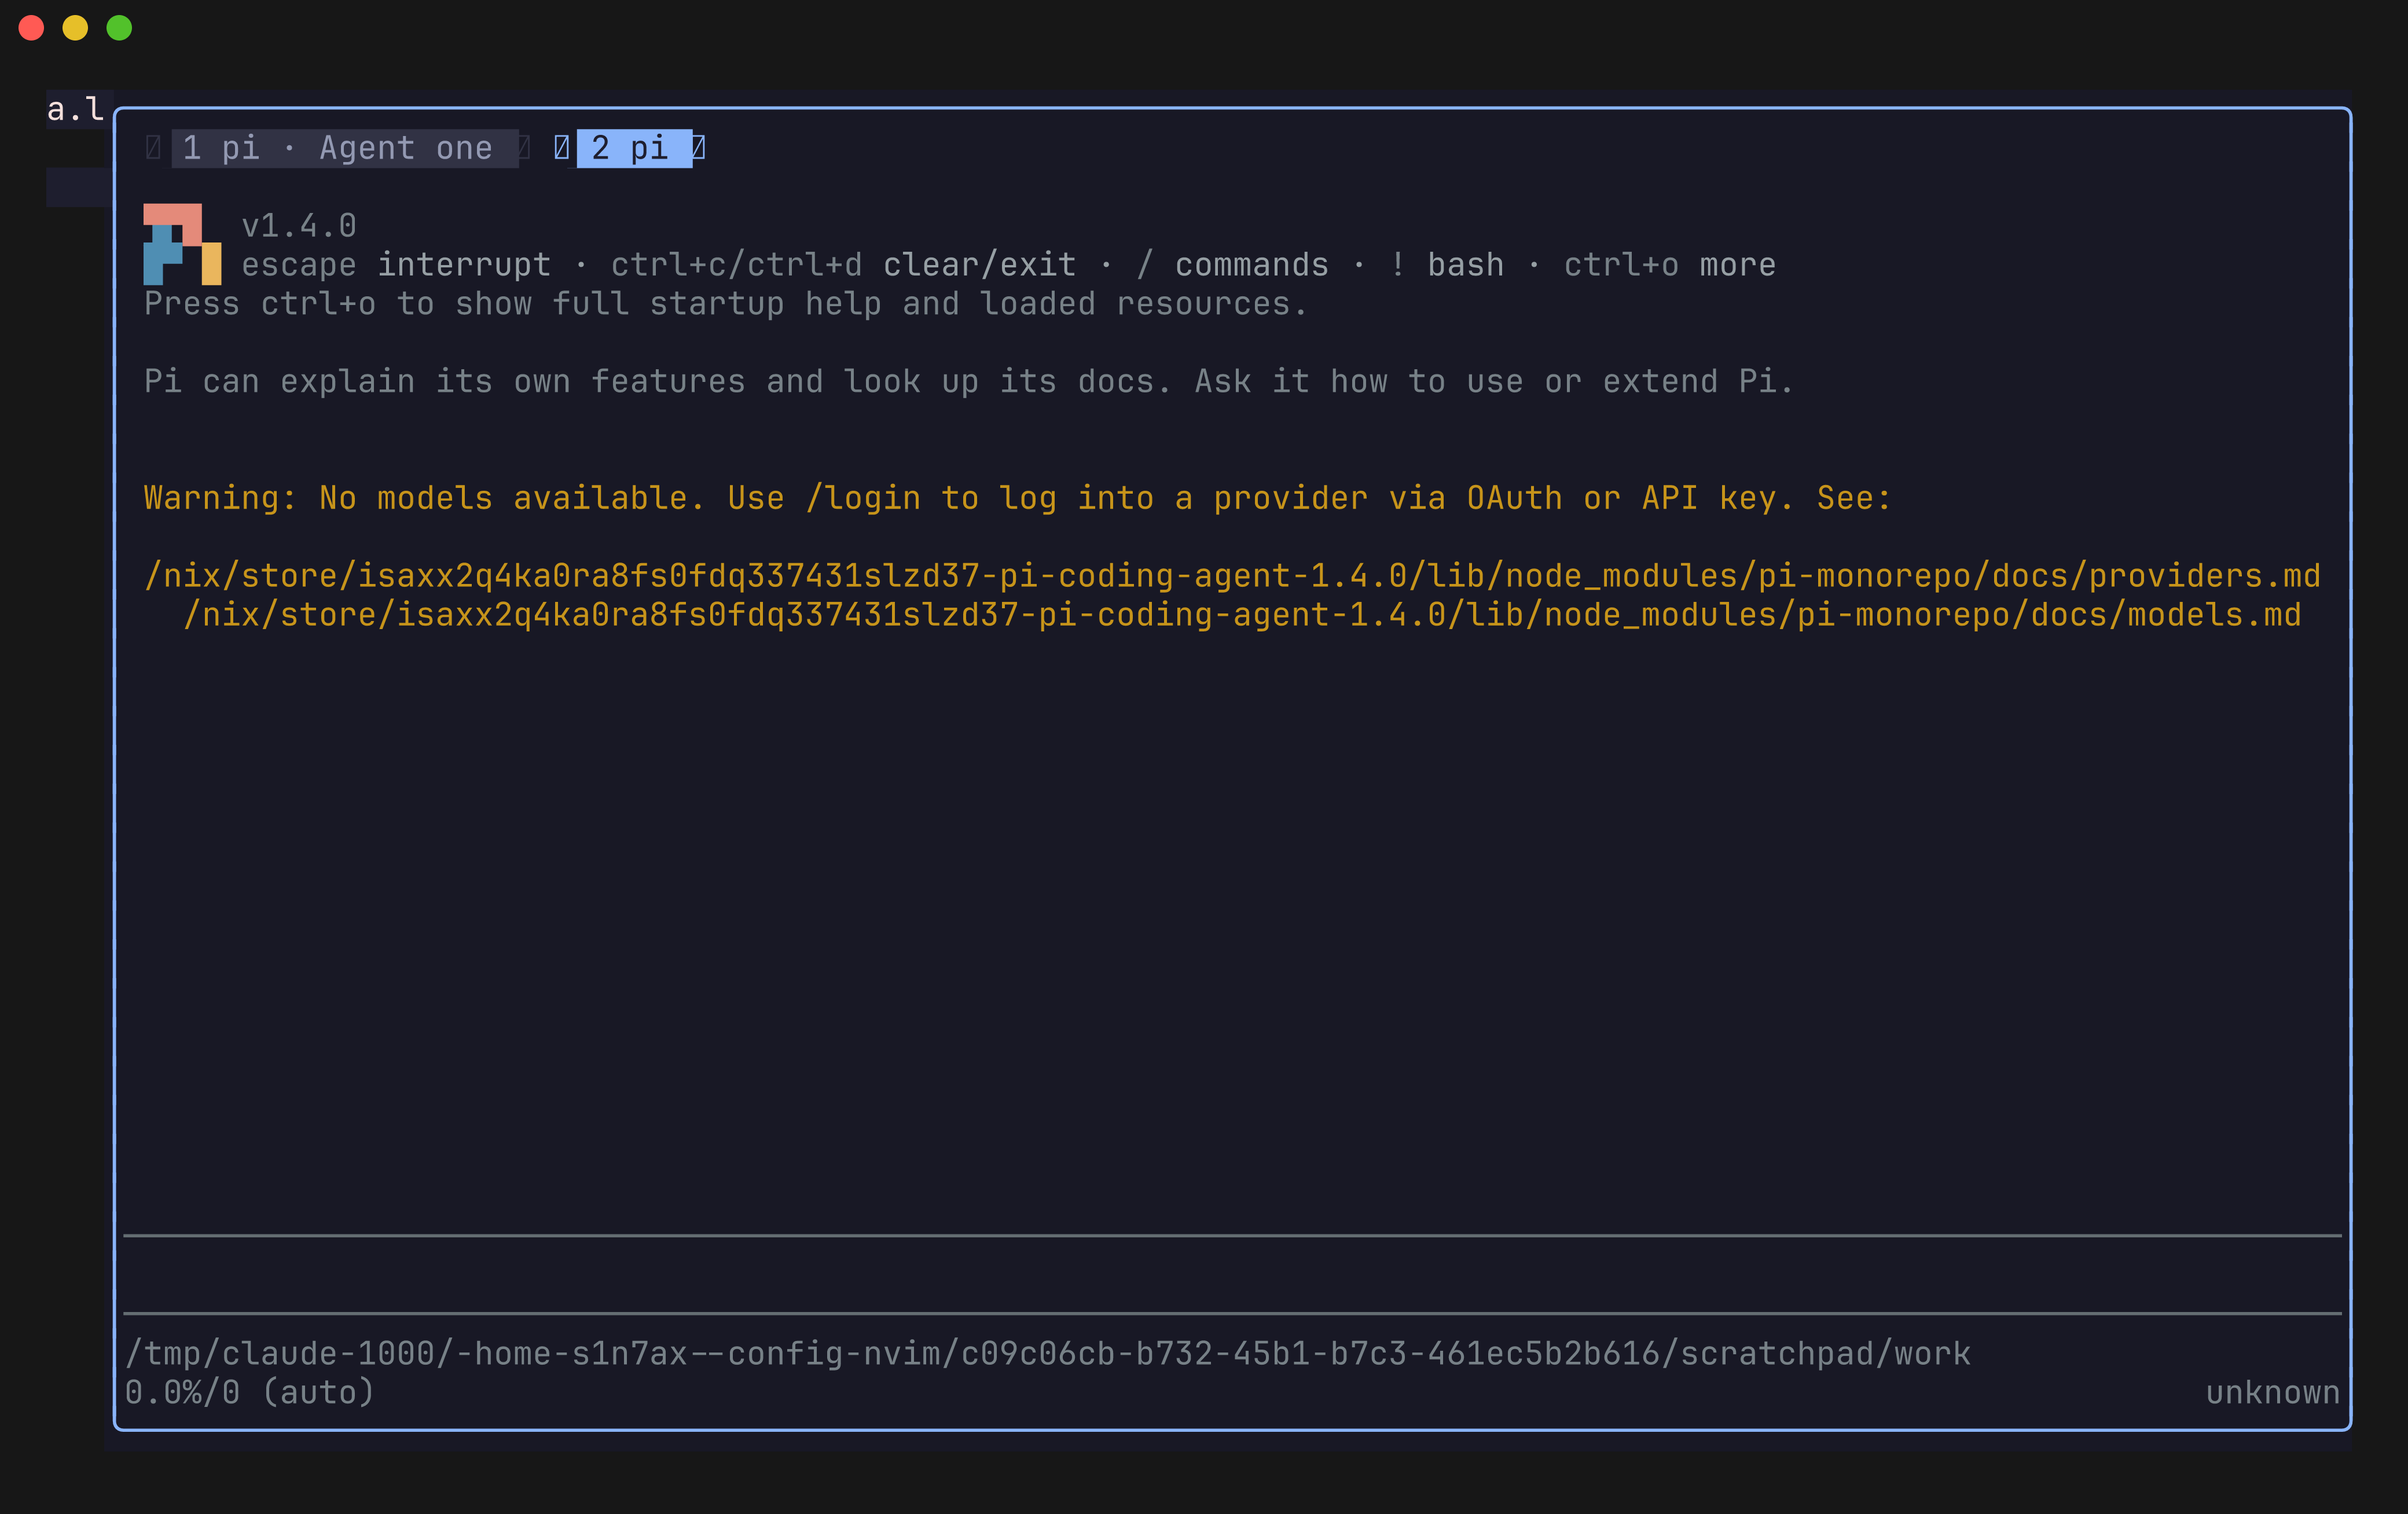 a.l
1 pi · Agent one  2 pi
v1.4.0
escape interrupt · ctrl+c/ctrl+d clear/exit · / commands · ! bash · ctrl+o more
Press ctrl+o to show full startup help and loaded resources.
Pi can explain its own features and look up its docs. Ask it how to use or extend Pi.
Warning: No models available. Use /login to log into a provider via OAuth or API key. See:
/nix/store/isaxx2q4ka0ra8fs0fdq337431slzd37-pi-coding-agent-1.4.0/lib/node_modules/pi-monorepo/docs/providers.md
/nix/store/isaxx2q4ka0ra8fs0fdq337431slzd37-pi-coding-agent-1.4.0/lib/node_modules/pi-monorepo/docs/models.md
/tmp/claude-1000/-home-s1n7ax--config-nvim/c09c06cb-b732-45b1-b7c3-461ec5b2b616/scratchpad/work
0.0%/0 (auto) unknown